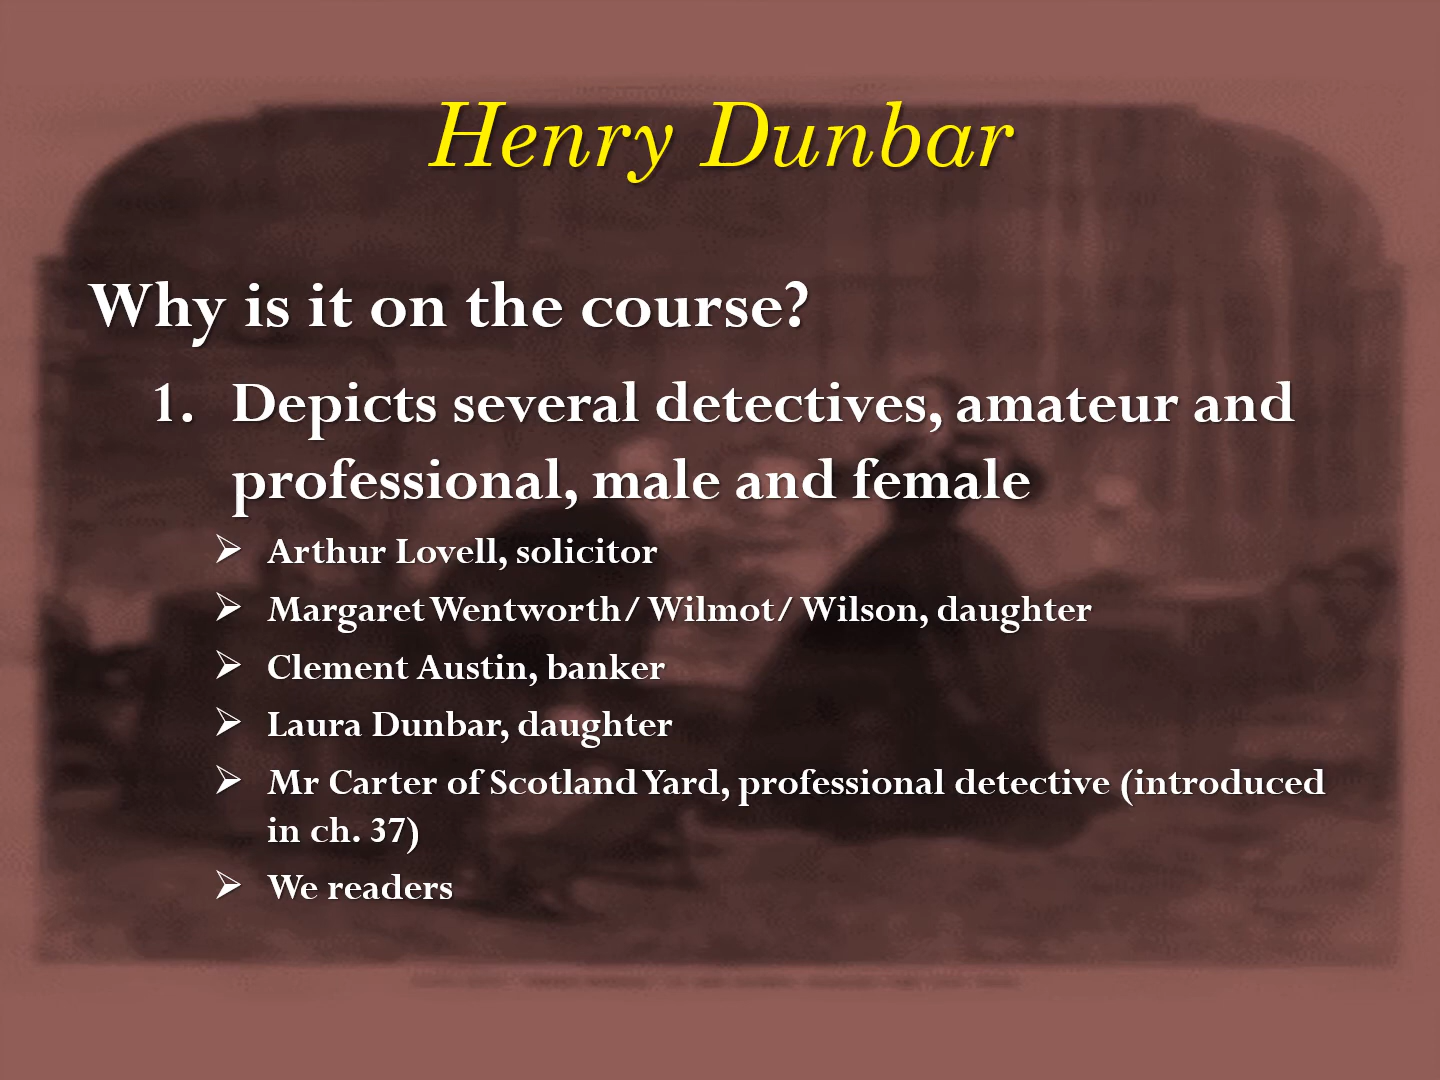 Henry Dunbar
Why is it on the course?
1. Depicts several detectives, amateur and
professional, male and female
➢ Arthur Lovell, solicitor
➢ Margaret Wentworth/ Wilmot/ Wilson, daughter
➢ Clement Austin, banker
➢ Laura Dunbar, daughter
➢ Mr Carter of Scotland Yard, professional detective (introduced
in ch. 37)
➢ We readers